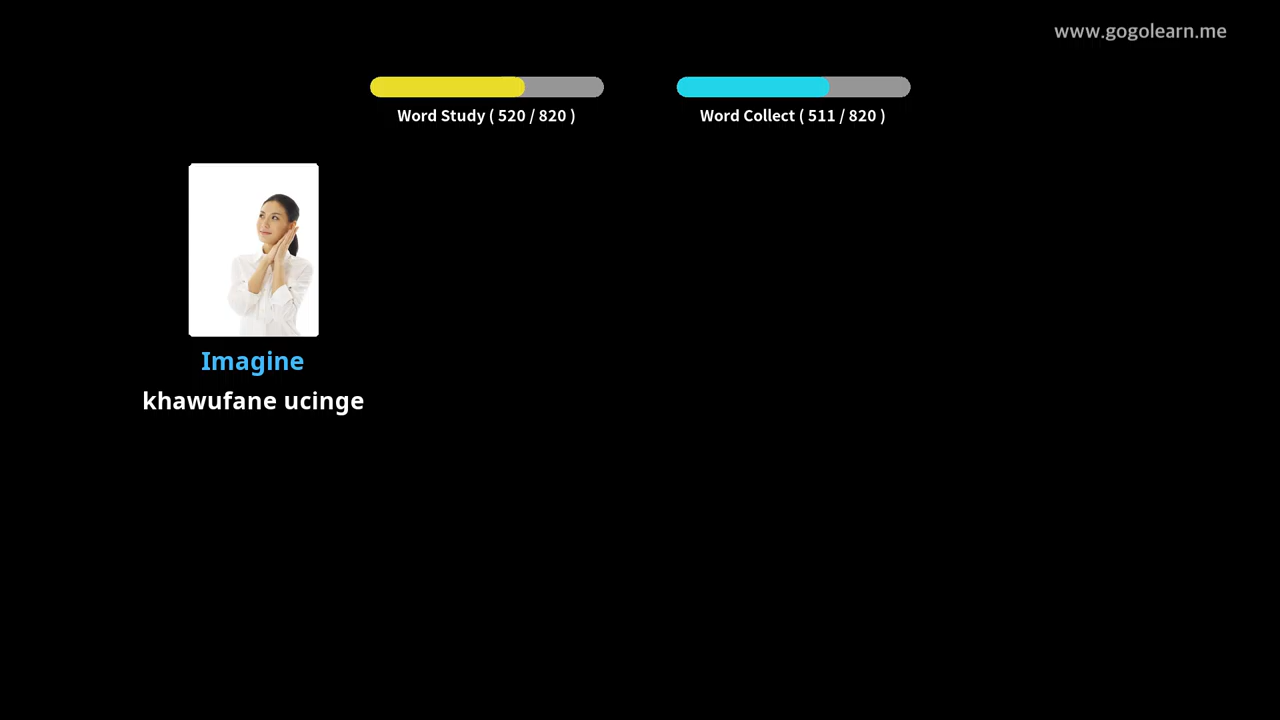 www.gogolearn.me
Word Study ( 520 / 820 )
Word Collect ( 511 / 820 )
Imagine
khawufane ucinge